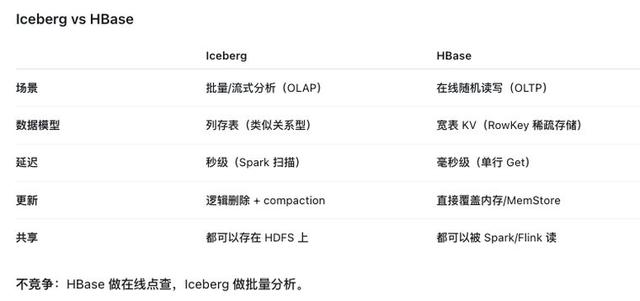 Iceberg vs HBase
Iceberg HBase
场景 批量/流式分析（OLAP） 在线随机读写（OLTP）
数据模型 列存表（类似关系型） 宽表 KV（RowKey 稀疏存储）
延迟 秒级（Spark 扫描） 毫秒级（单行 Get）
更新 逻辑删除 + compaction 直接覆盖内存/MemStore
共享 都可以存在 HDFS 上 都可以被 Spark/Flink 读
不竞争：HBase 做在线点查，Iceberg 做批量分析。